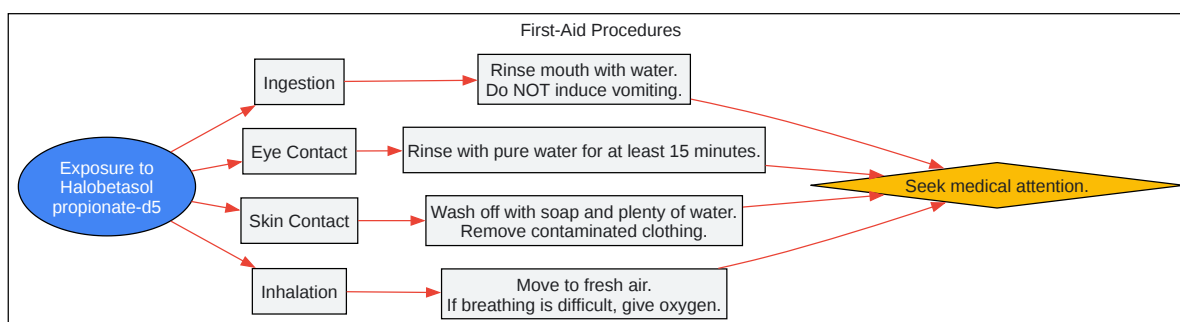 First-Aid Procedures
Exposure to
Halobetasol
propionate-d5
Ingestion
Rinse mouth with water.
Do NOT induce vomiting.
Eye Contact
Rinse with pure water for at least 15 minutes.
Skin Contact
Wash off with soap and plenty of water.
Remove contaminated clothing.
Inhalation
Move to fresh air.
If breathing is difficult, give oxygen.
Seek medical attention.